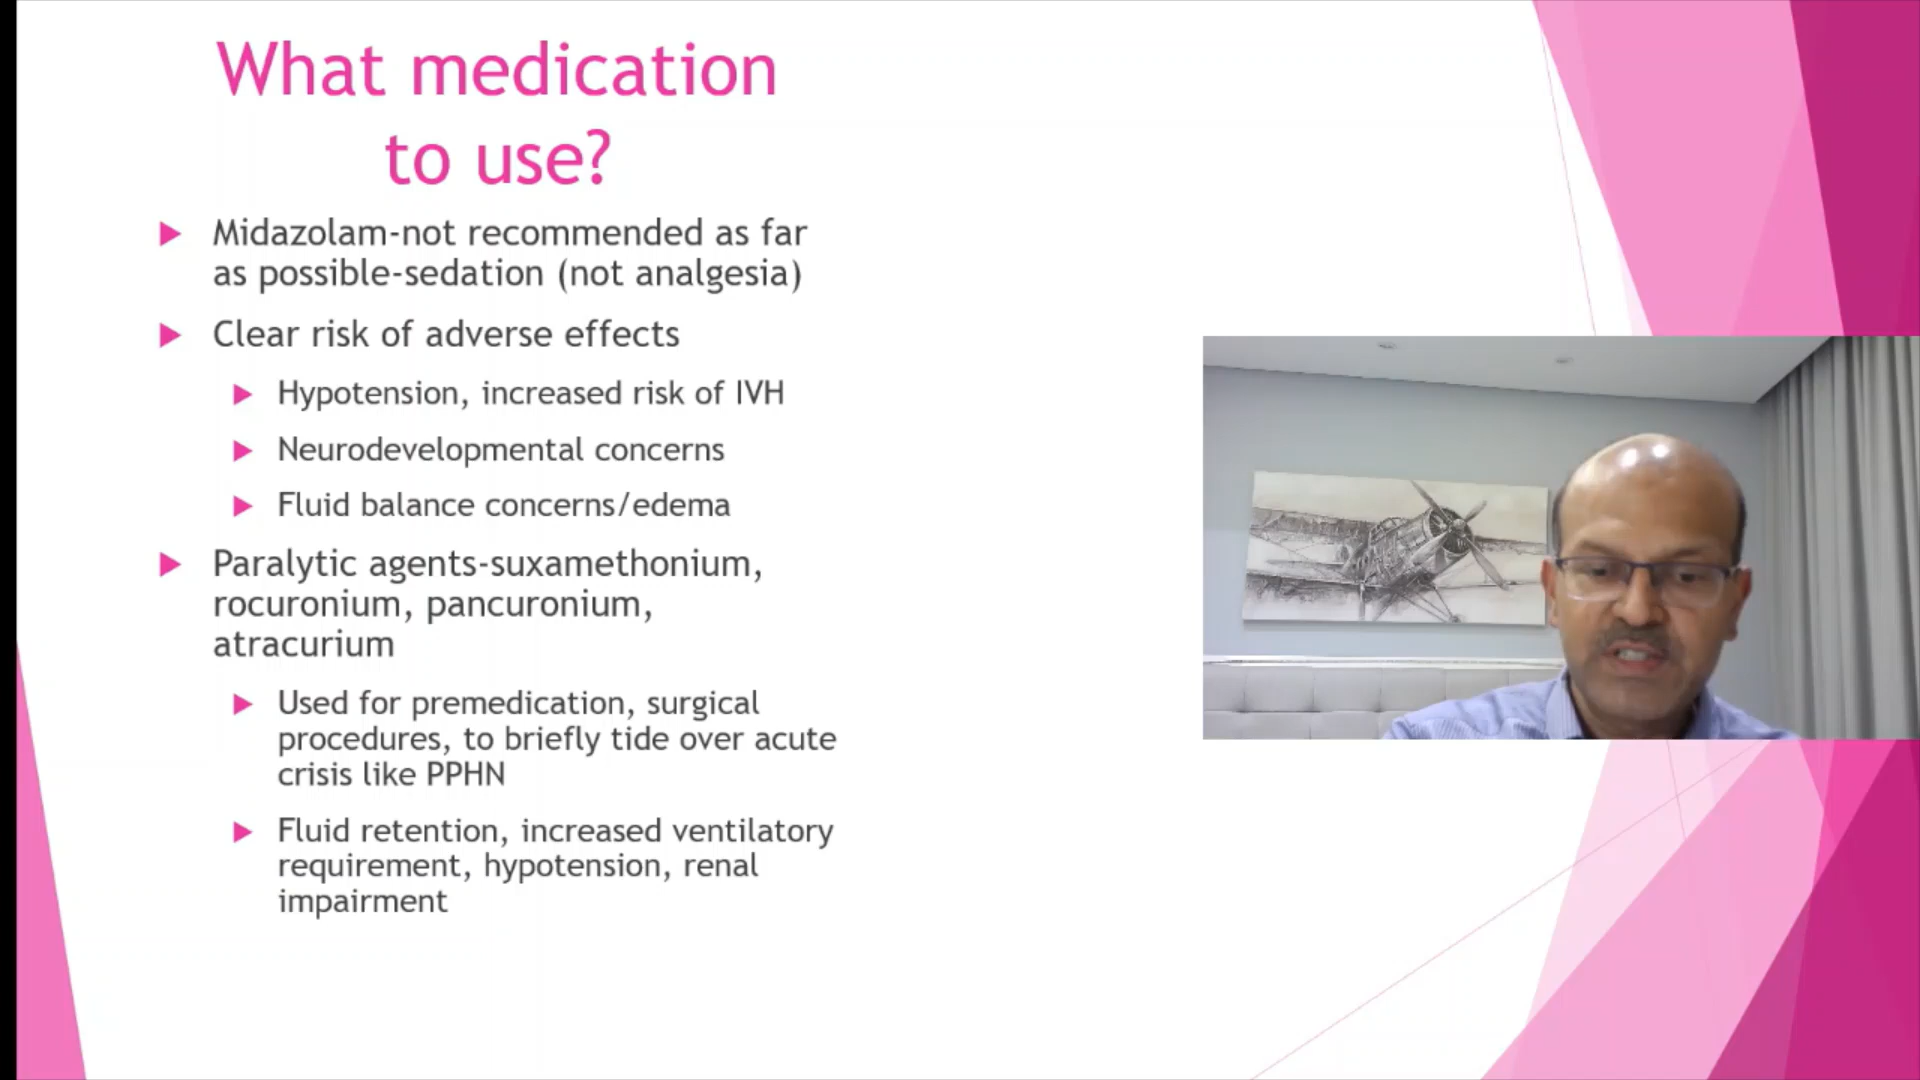 What medication
to use?
Midazolam-not recommended as far
as possible-sedation (not analgesia)
Clear risk of adverse effects
Hypotension, increased risk of IVH
Neurodevelopmental concerns
Fluid balance concerns/edema
Paralytic agents-suxamethonium,
rocuronium, pancuronium,
atracurium
Used for premedication, surgical
procedures, to briefly tide over acute
crisis like PPHN
Fluid retention, increased ventilatory
requirement, hypotension, renal
impairment